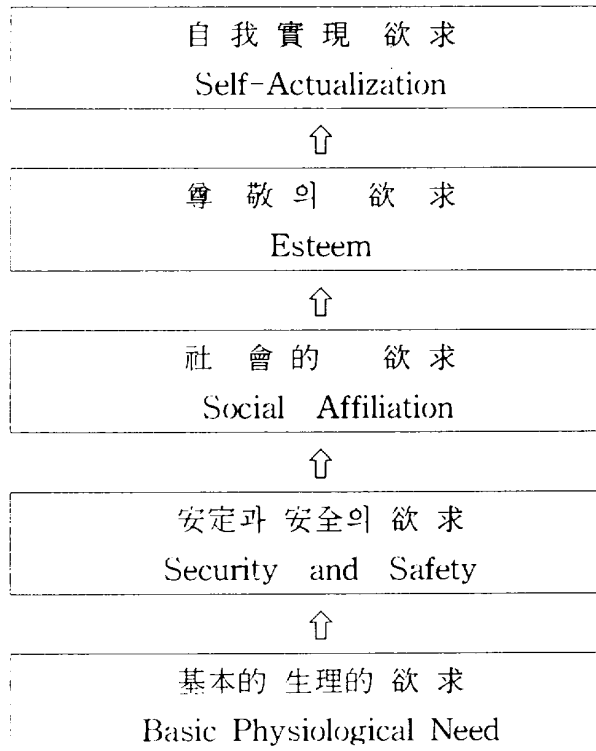 自我實現 欲求
Self-Actualization
尊敬의 欲求
Esteem
社會的 欲求
Social Affiliation
安定과 安全의 欲求
Security and Safety
基本的 生理的 欲求
Basic Physiological Need